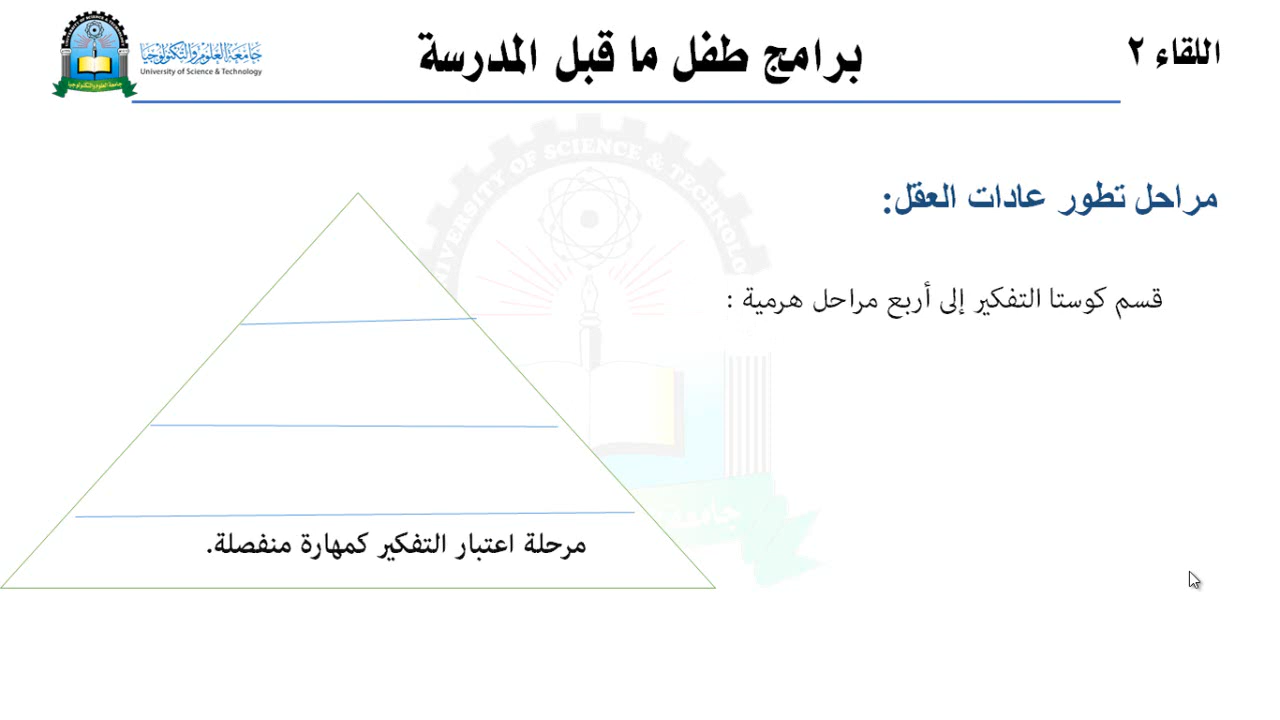 اللقاء ٢
برامج طفل ما قبل المدرسة
جامعة العلوم والتكنولوجيا
University of Science & Technology
مراحل تطور عادات العقل:
قسم كوستا التفكير إلى أربع مراحل هرمية :
مرحلة اعتبار التفكير كمهارة منفصلة.